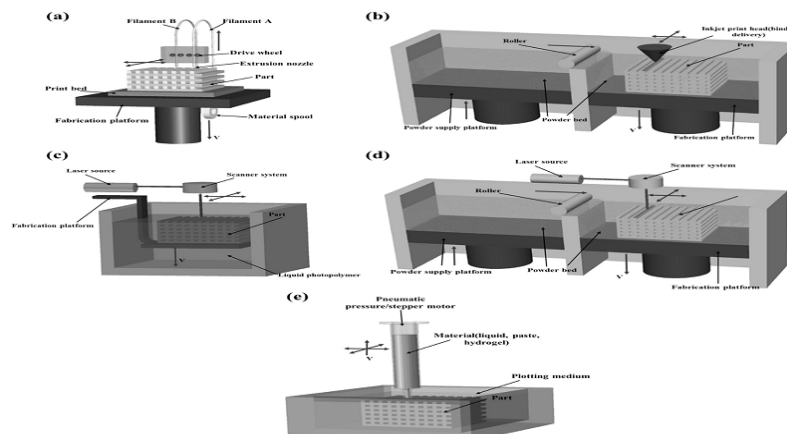 (a)
Filament B
Filament A
Drive wheel
Extrusion nozzle
Part
Print bed
Fabrication platform
Material spool
V
(b)
Inkjet print head(bind
delivery)
Roller
Part
Powder supply platform
Powder bed
V
Fabrication platform
(c)
Laser source
Scanner system
Fabrication
platform
Part
V
Liquid photopolymer
(d)
Laser source
Scanner system
Roller
Part
Powder supply platform
Powder bed
V
Fabrication platform
(e)
Pneumatic
pressure/stepper motor
Material(liquid, paste,
hydrogel)
V
Plotting medium
Part